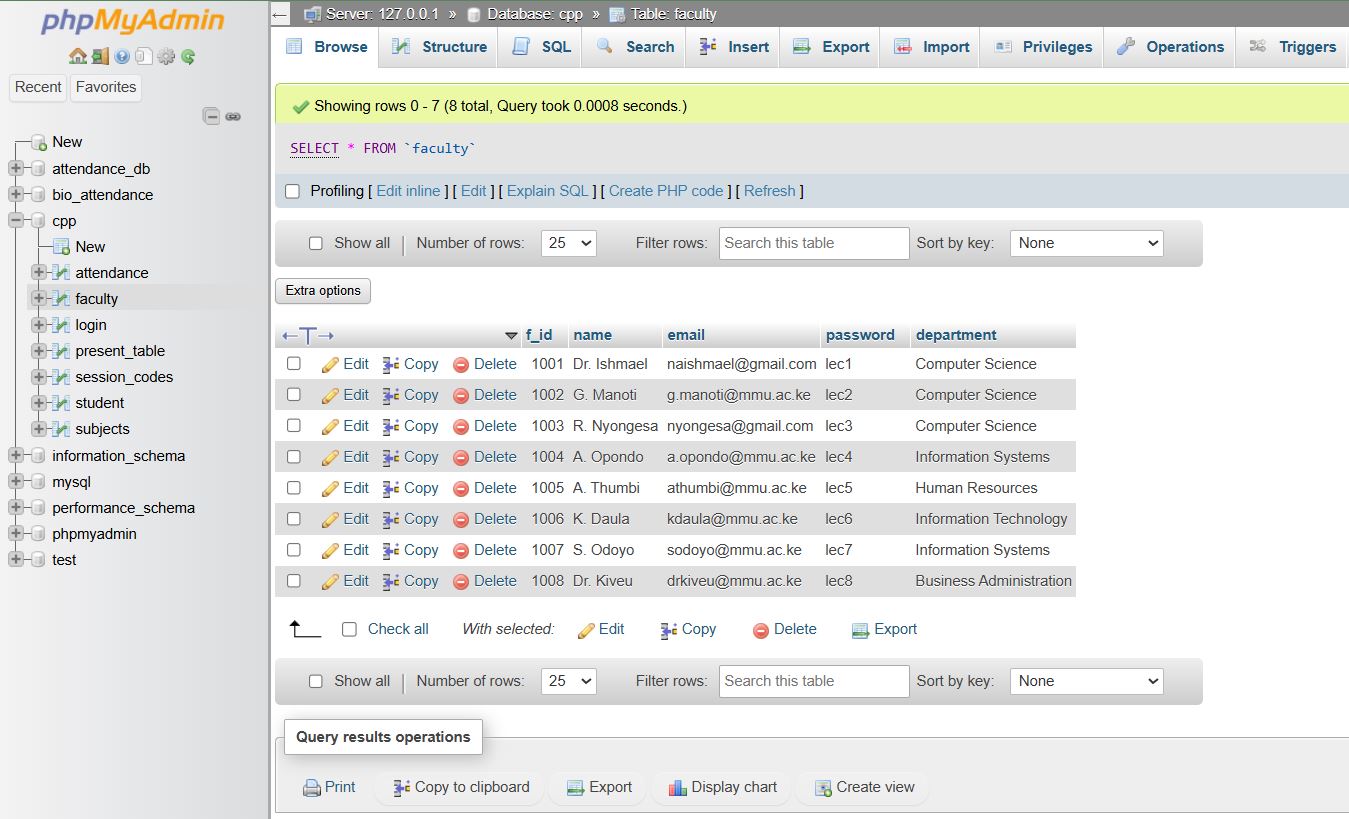 phpMyAdmin
Recent Favorites
New
attendance_db
bio_attendance
cpp
New
attendance
faculty
login
present_table
session_codes
student
subjects
information_schema
mysql
performance_schema
phpmyadmin
test
Server: 127.0.0.1 » Database: cpp » Table: faculty
Browse Structure SQL Search Insert Export Import Privileges Operations Triggers
Showing rows 0 - 7 (8 total, Query took 0.0008 seconds.)
SELECT * FROM `faculty`
Profiling [ Edit inline ] [ Edit ] [ Explain SQL ] [ Create PHP code ] [ Refresh ]
Show all | Number of rows: 25 Filter rows: Search this table Sort by key: None
Extra options
←T→ f_id name email password department
Edit Copy Delete 1001 Dr. Ishmael naishmael@gmail.com lec1 Computer Science
Edit Copy Delete 1002 G. Manoti g.manoti@mmu.ac.ke lec2 Computer Science
Edit Copy Delete 1003 R. Nyongesa nyongesa@gmail.com lec3 Computer Science
Edit Copy Delete 1004 A. Opondo a.opondo@mmu.ac.ke lec4 Information Systems
Edit Copy Delete 1005 A. Thumbi athumbi@mmu.ac.ke lec5 Human Resources
Edit Copy Delete 1006 K. Daula kdaula@mmu.ac.ke lec6 Information Technology
Edit Copy Delete 1007 S. Odoyo sodoyo@mmu.ac.ke lec7 Information Systems
Edit Copy Delete 1008 Dr. Kiveu drkiveu@mmu.ac.ke lec8 Business Administration
Check all With selected: Edit Copy Delete Export
Show all | Number of rows: 25 Filter rows: Search this table Sort by key: None
Query results operations
Print Copy to clipboard Export Display chart Create view